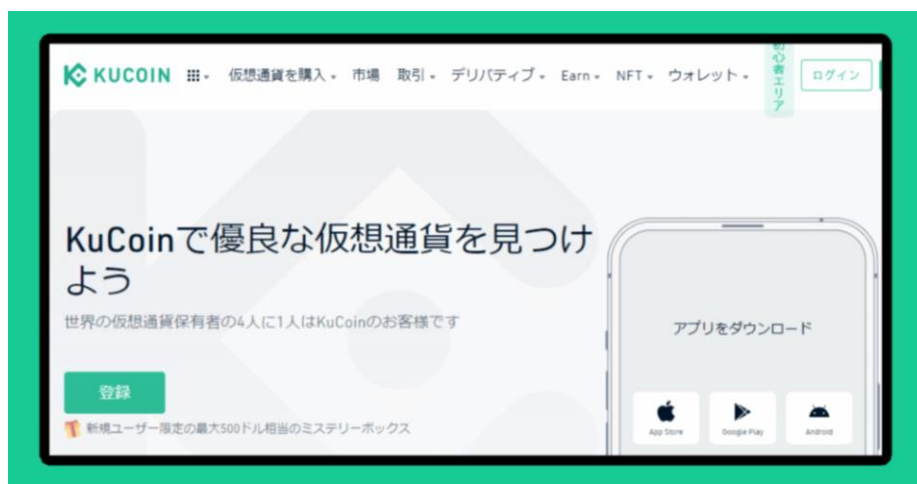 KUCOIN 仮想通貨を購入 市場 取引 デリバティブ Earn NFT ウォレット 初心者エリア ログイン
KuCoinで優良な仮想通貨を見つけ
よう
世界の仮想通貨保有者の4人に1人はKuCoinのお客様です
登録
新規ユーザー限定の最大500ドル相当のミステリーボックス
アプリをダウンロード
App Store Google Play Android